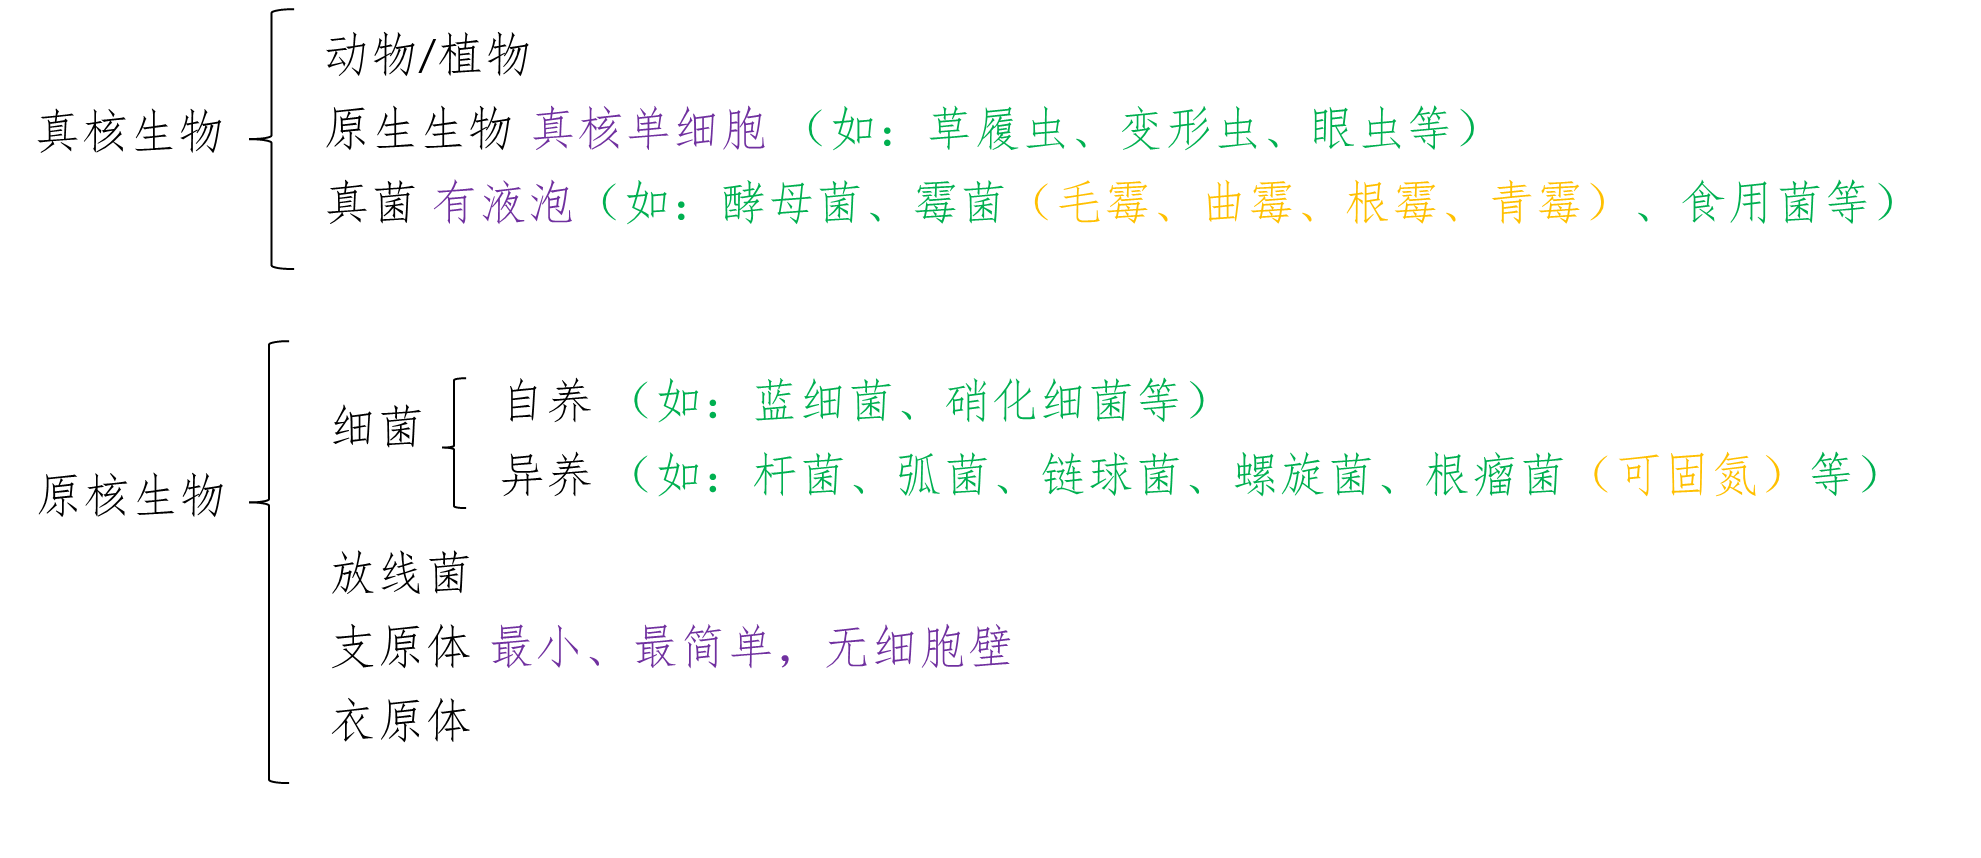 真核生物
动物/植物
原生生物 真核单细胞 （如：草履虫、变形虫、眼虫等）
真菌 有液泡（如：酵母菌、霉菌（毛霉、曲霉、根霉、青霉）、食用菌等）
原核生物
细菌
自养 （如：蓝细菌、硝化细菌等）
异养 （如：杆菌、弧菌、链球菌、螺旋菌、根瘤菌（可固氮）等）
放线菌
支原体 最小、最简单，无细胞壁
衣原体